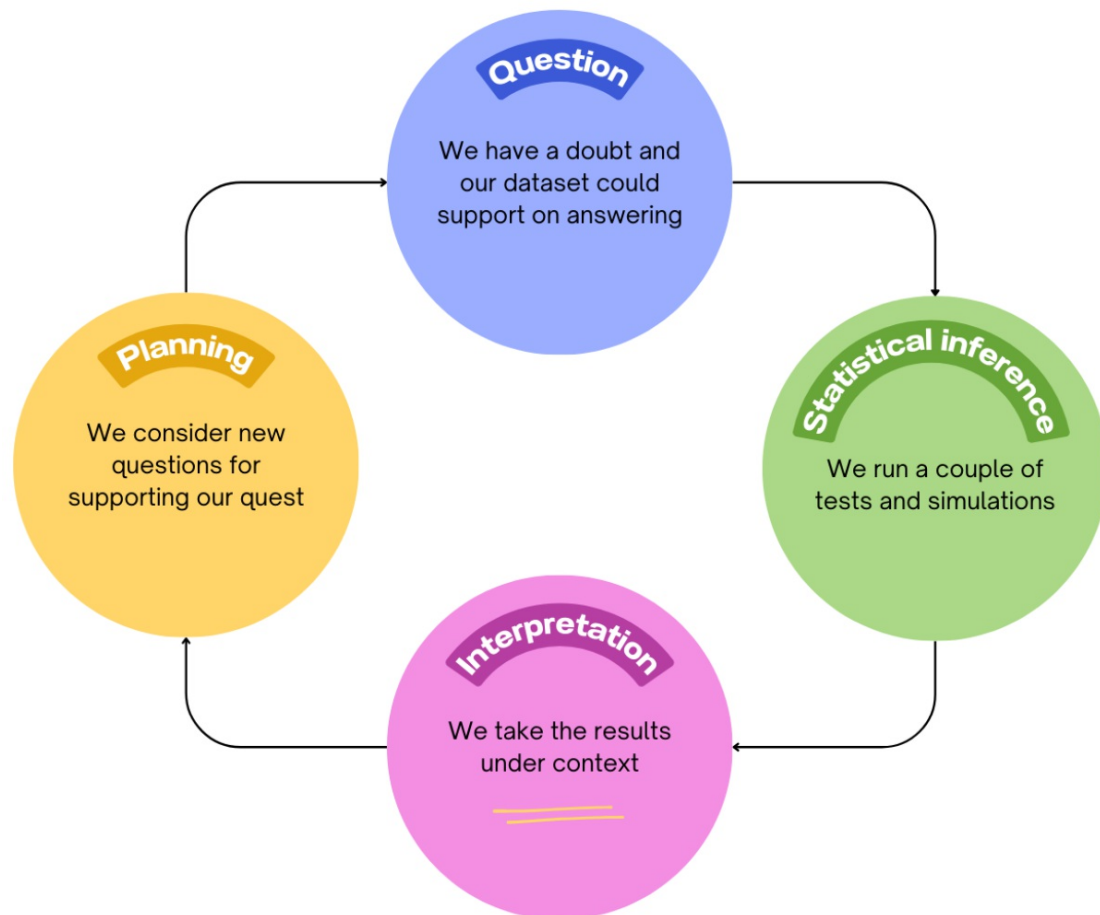 Question
We have a doubt and
our dataset could
support on answering
Statistical inference
We run a couple of
tests and simulations
Interpretation
We take the results
under context
Planning
We consider new
questions for
supporting our quest